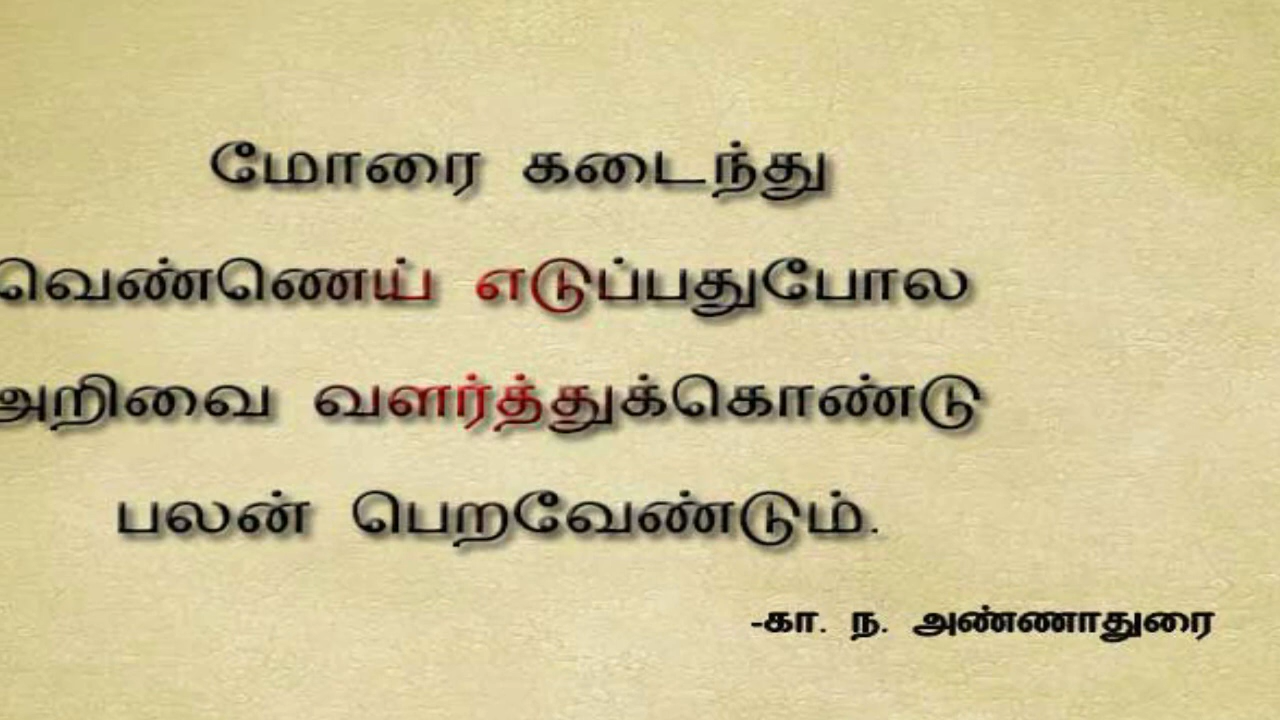 மோரை கடைந்து
வெண்ணெய் எடுப்பதுபோல
அறிவை வளர்த்துக்கொண்டு
பலன் பெறவேண்டும்.
-கா. ந. அண்ணாதுரை